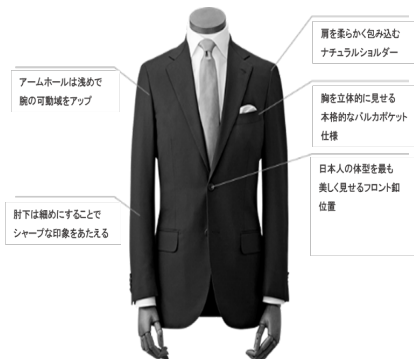 肩を柔らかく包み込む
ナチュラルショルダー
アームホールは浅めで
腕の可動域をアップ
胸を立体的に見せる
本格的なバルカポケット
仕様
日本人の体型を最も
美しく見せるフロント釦
位置
肘下は細めにすることで
シャープな印象をあたえる